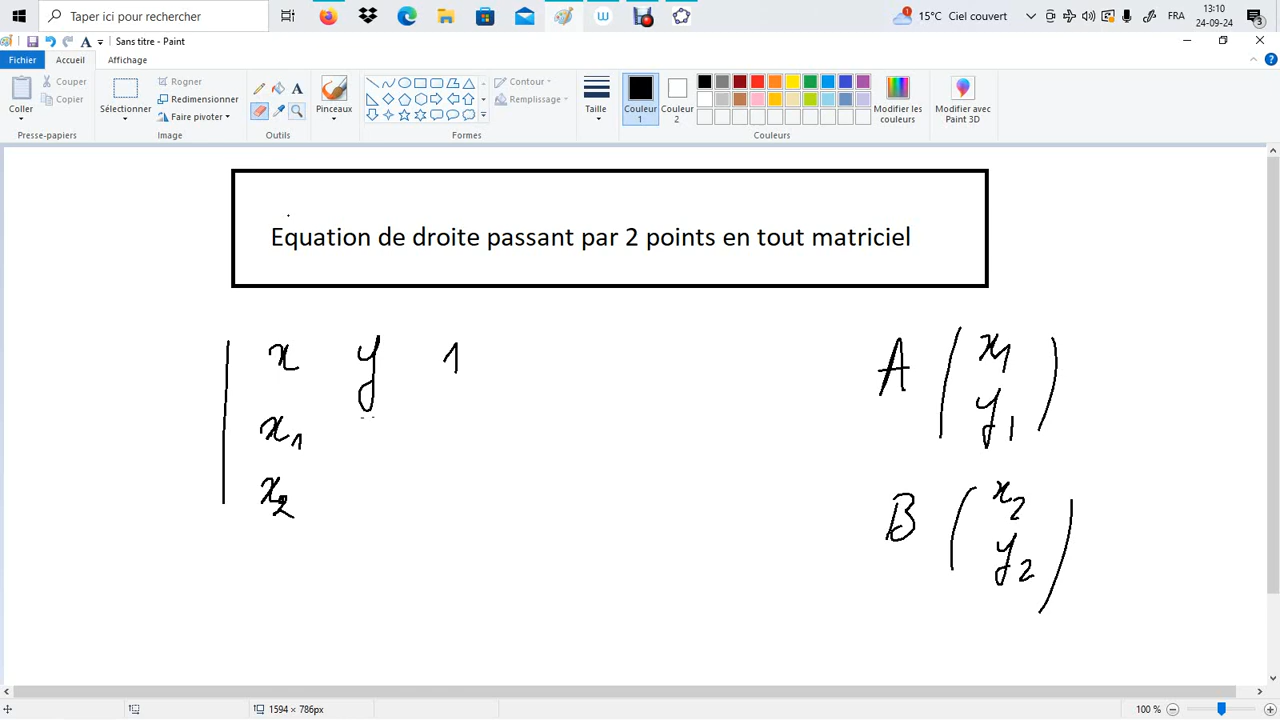 Taper ici pour rechercher
15°C Ciel couvert
FRA
13:10
24-09-24
3
Sans titre - Paint
Fichier
Accueil
Affichage
Coller
Couper
Copier
Presse-papiers
Sélectionner
Rogner
Redimensionner
Faire pivoter
Image
A
Outils
Pinceaux
Contour
Remplissage
Formes
Taille
Couleur 1
Couleur 2
Modifier les couleurs
Couleurs
Modifier avec Paint 3D
Equation de droite passant par 2 points en tout matriciel
x y 1
x1
x2
A ( x1
y1 )
B ( x2
y2 )
1594 × 786px
100 %